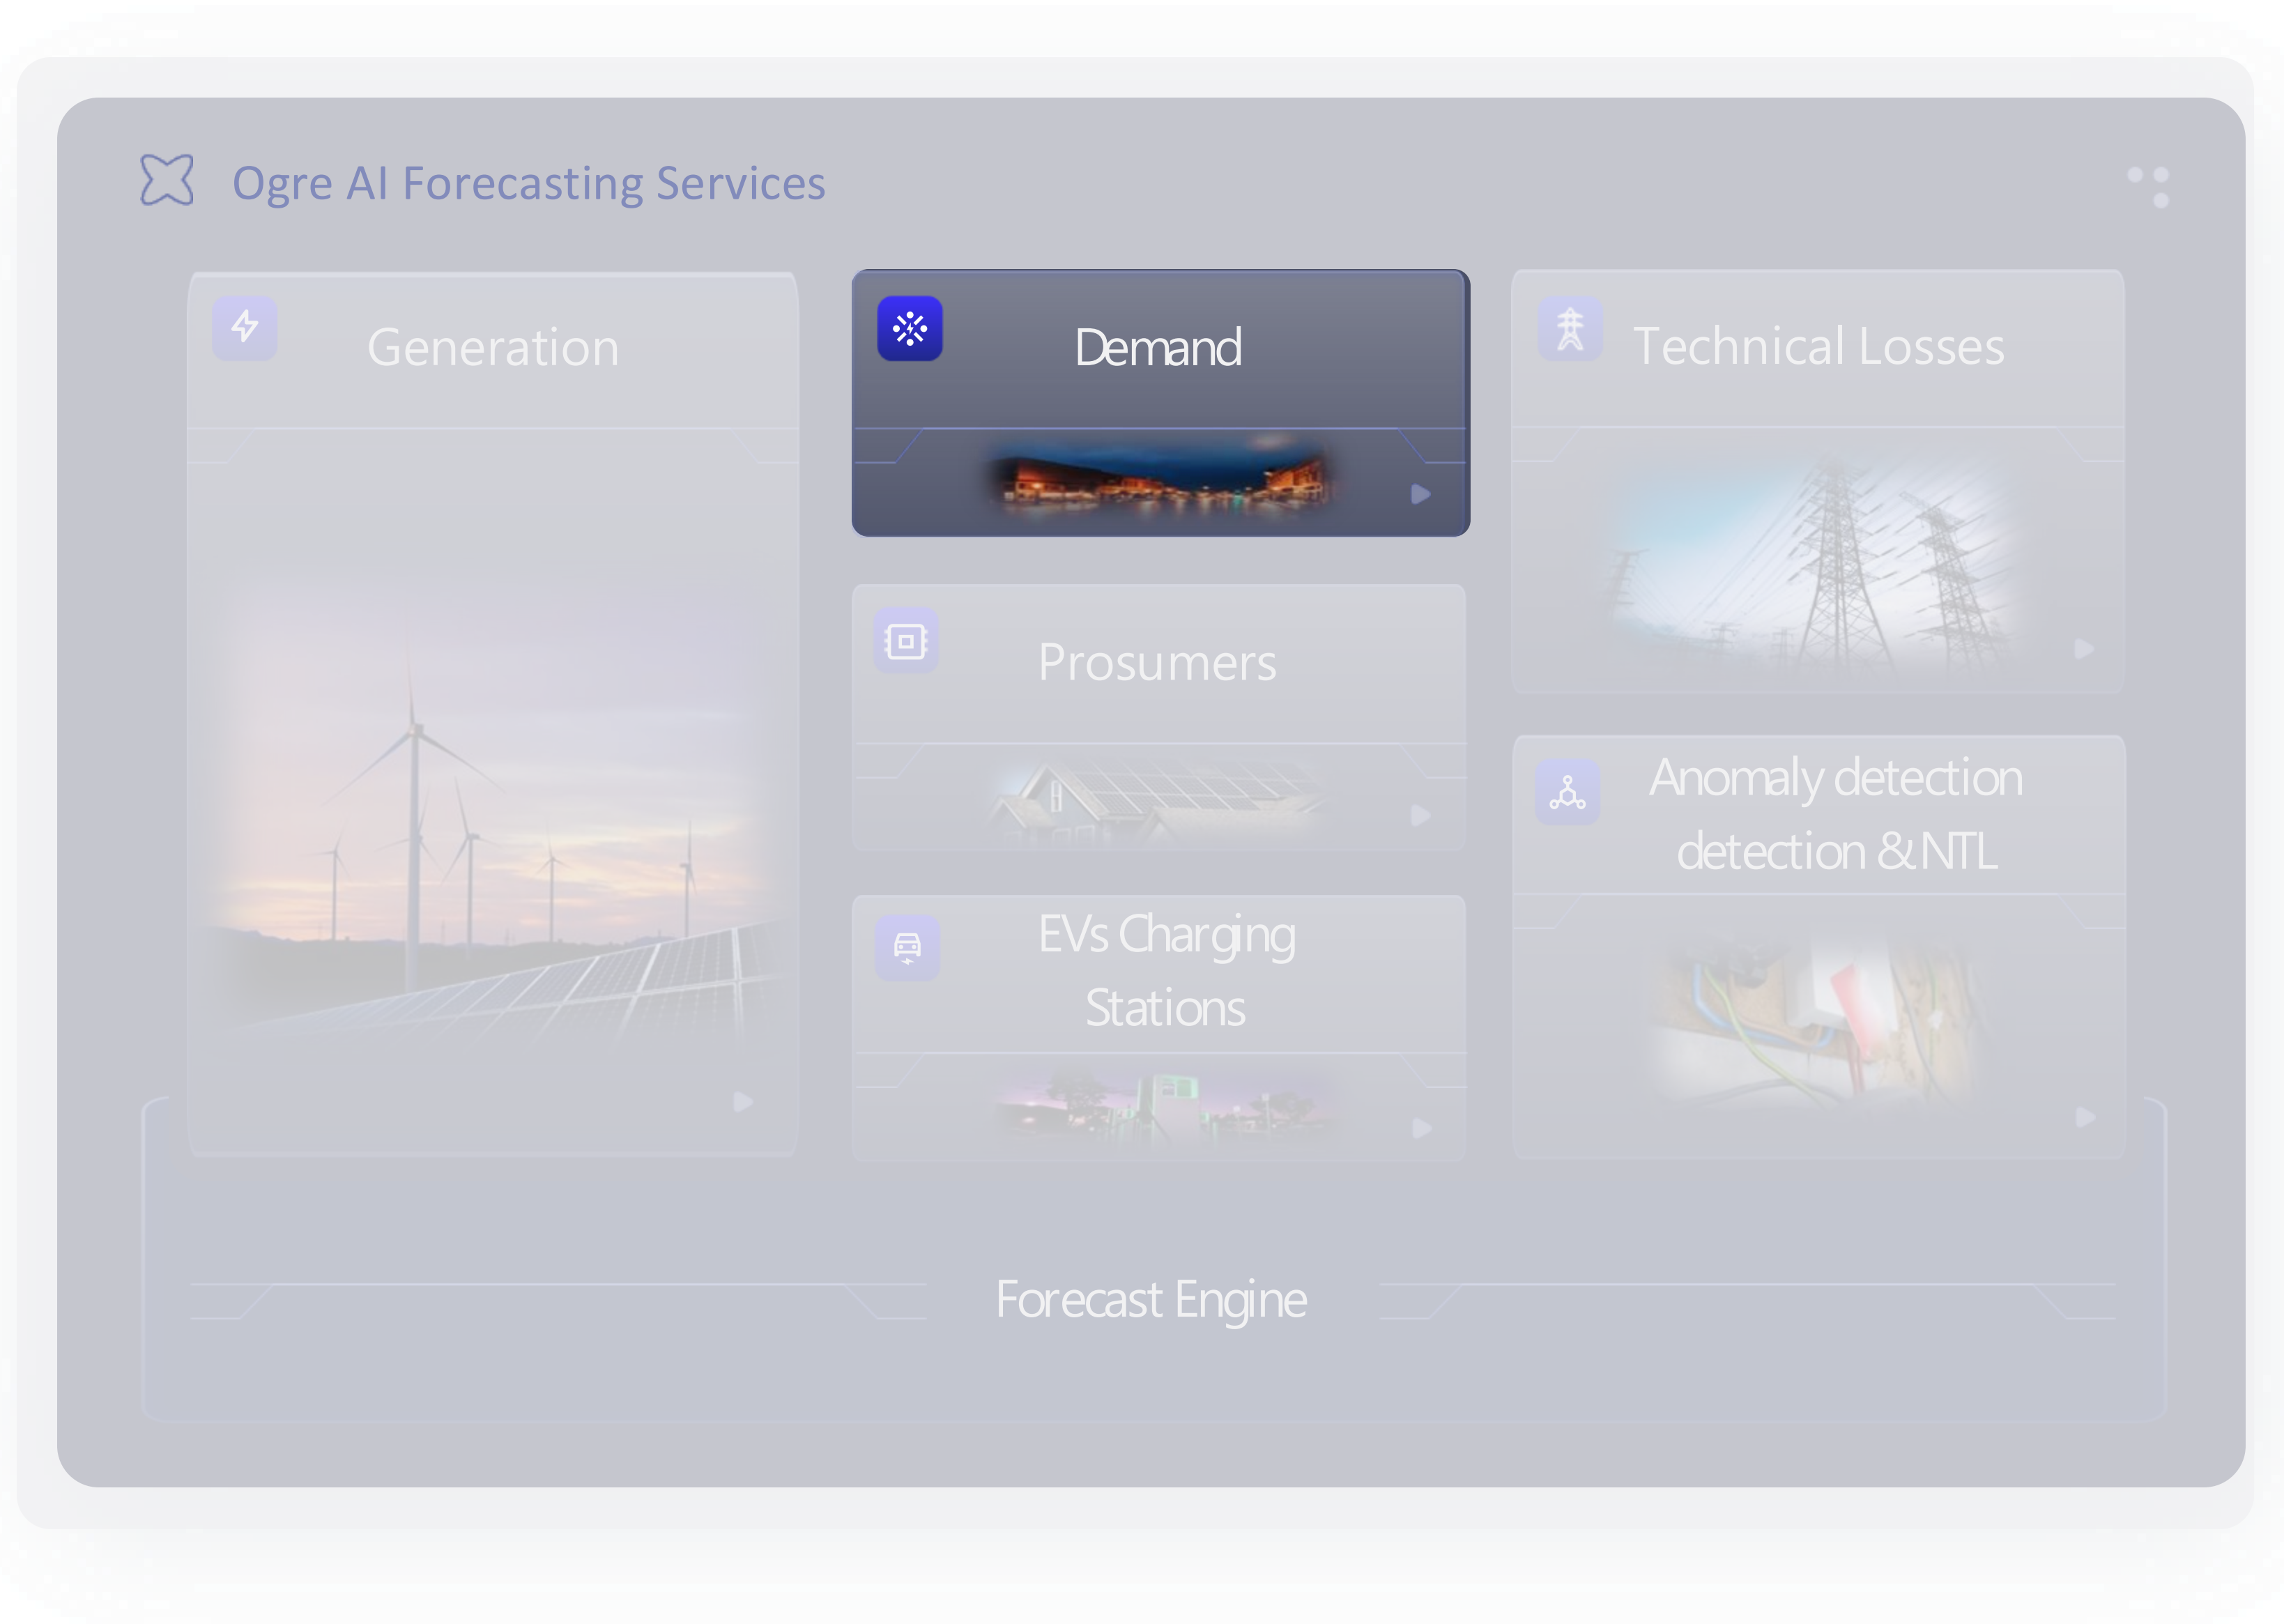 Ogre AI Forecasting Services
Generation
Demand
Technical Losses
Prosumers
Anomaly detection
detection & NTL
EVs Charging
Stations
Forecast Engine